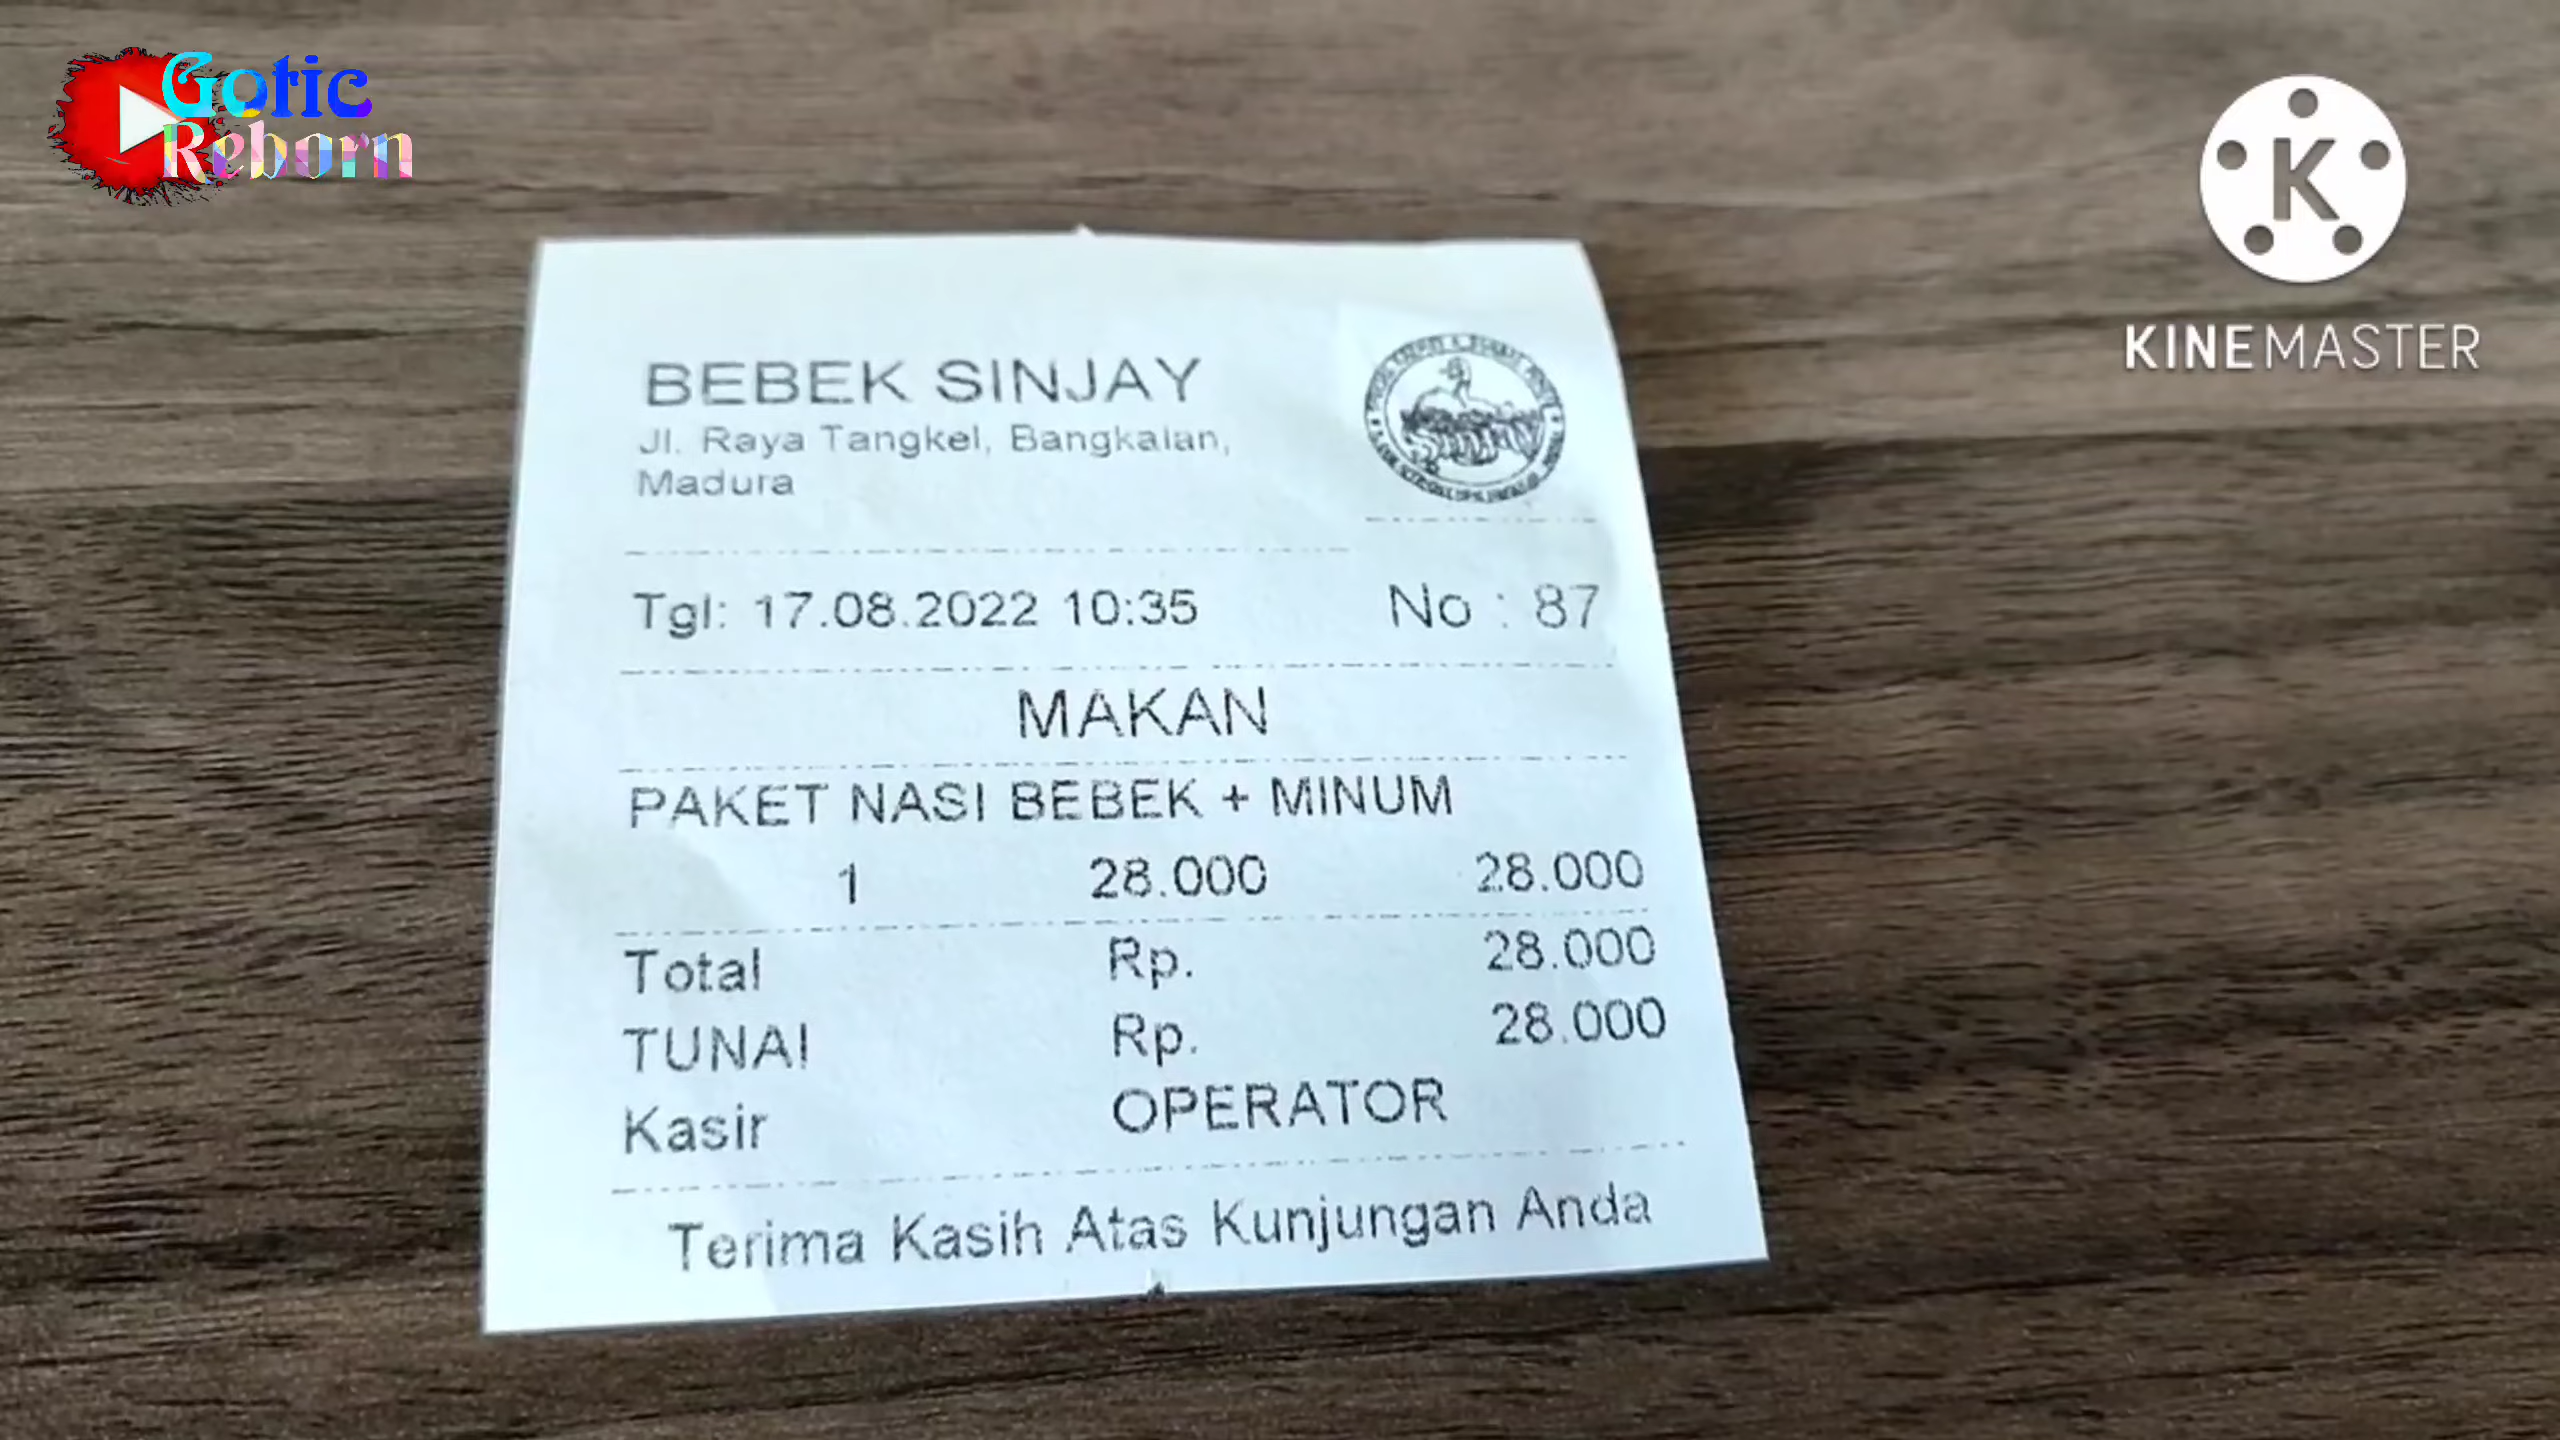 Gotic
Reborn
K
KINEMASTER
BEBEK SINJAY
Jl. Raya Tangkel, Bangkalan,
Madura
Tgl: 17.08.2022 10:35 No : 87
MAKAN
PAKET NASI BEBEK + MINUM
1 28.000 28.000
Total Rp. 28.000
TUNAI Rp. 28.000
Kasir OPERATOR
Terima Kasih Atas Kunjungan Anda